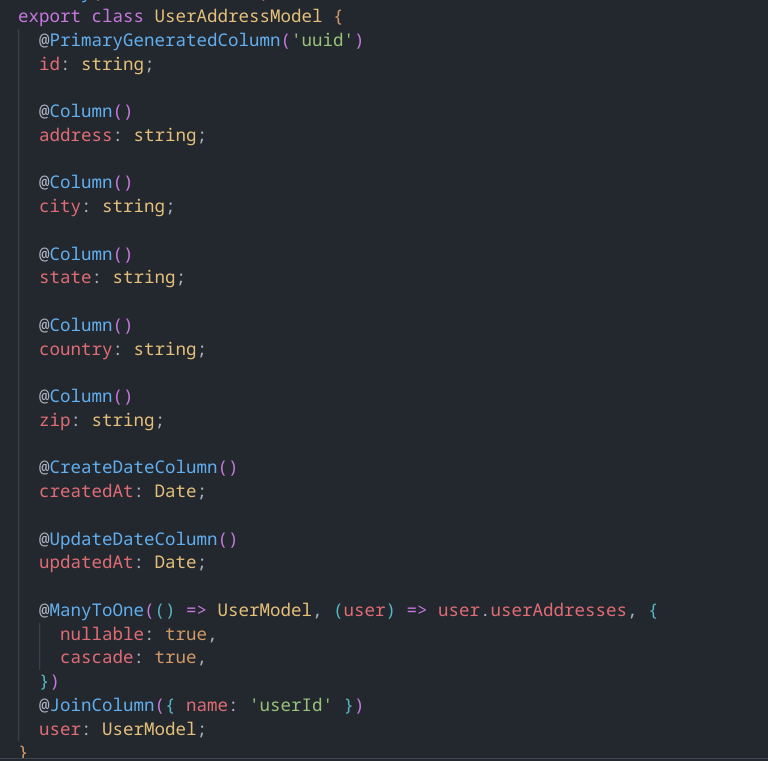 export class UserAddressModel {
@PrimaryGeneratedColumn('uuid')
id: string;
@Column()
address: string;
@Column()
city: string;
@Column()
state: string;
@Column()
country: string;
@Column()
zip: string;
@CreateDateColumn()
createdAt: Date;
@UpdateDateColumn()
updatedAt: Date;
@ManyToOne(() => UserModel, (user) => user.userAddresses, {
nullable: true,
cascade: true,
})
@JoinColumn({ name: 'userId' })
user: UserModel;
}